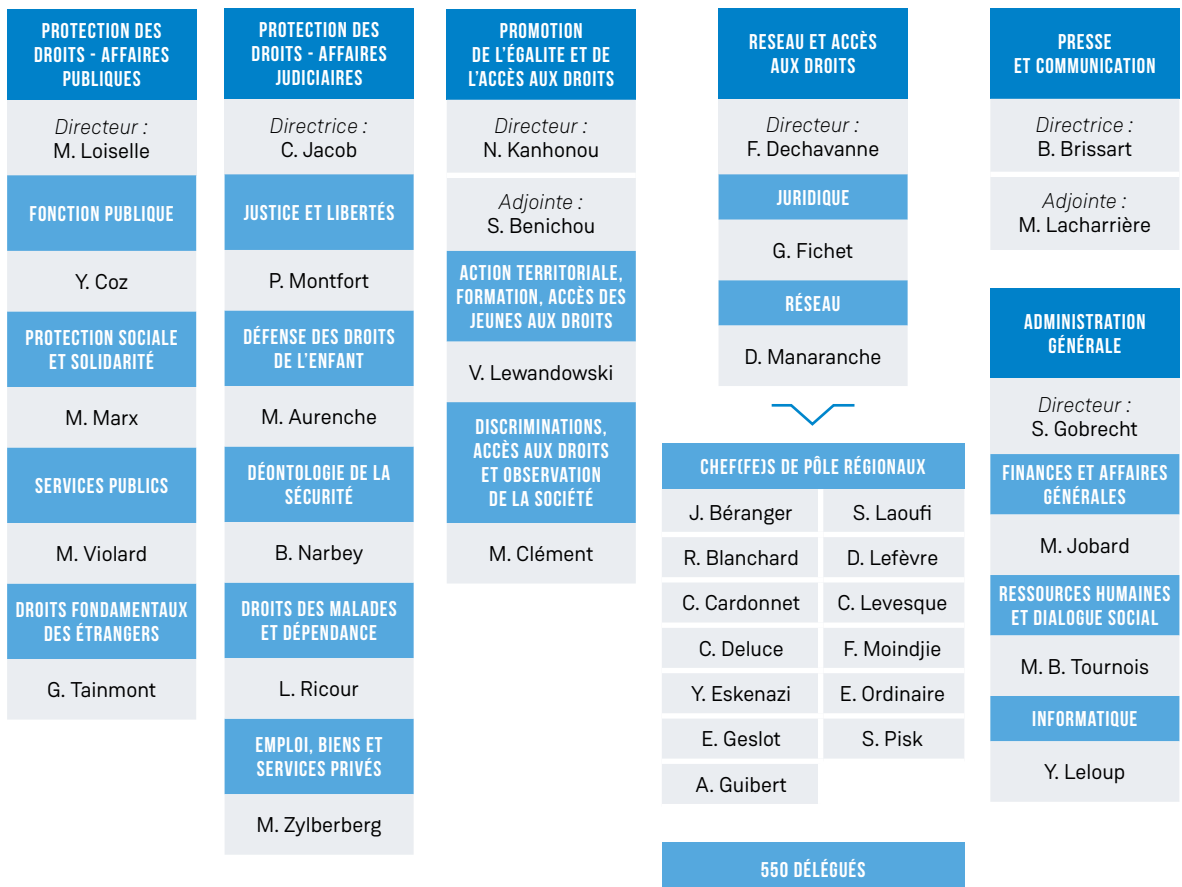 PROTECTION DES
DROITS - AFFAIRES
PUBLIQUES
Directeur :
M. Loiselle
FONCTION PUBLIQUE
Y. Coz
PROTECTION SOCIALE
ET SOLIDARITÉ
M. Marx
SERVICES PUBLICS
M. Violard
DROITS FONDAMENTAUX
DES ÉTRANGERS
G. Tainmont
PROTECTION DES
DROITS - AFFAIRES
JUDICIAIRES
Directrice :
C. Jacob
JUSTICE ET LIBERTÉS
P. Montfort
DÉFENSE DES DROITS
DE L'ENFANT
M. Aurenche
DÉONTOLOGIE DE LA
SÉCURITÉ
B. Narbey
DROITS DES MALADES
ET DÉPENDANCE
L. Ricour
EMPLOI, BIENS ET
SERVICES PRIVÉS
M. Zylberberg
PROMOTION
DE L'ÉGALITE ET DE
L'ACCÈS AUX DROITS
Directeur :
N. Kanhonou
Adjointe :
S. Benichou
ACTION TERRITORIALE,
FORMATION, ACCÈS DES
JEUNES AUX DROITS
V. Lewandowski
DISCRIMINATIONS,
ACCÈS AUX DROITS
ET OBSERVATION
DE LA SOCIÉTÉ
M. Clément
RESEAU ET ACCÈS
AUX DROITS
Directeur :
F. Dechavanne
JURIDIQUE
G. Fichet
RÉSEAU
D. Manaranche
CHEF(FE)S DE PÔLE RÉGIONAUX
J. Béranger
S. Laoufi
R. Blanchard
D. Lefèvre
C. Cardonnet
C. Levesque
C. Deluce
F. Moindjie
Y. Eskenazi
E. Ordinaire
E. Geslot
S. Pisk
A. Guibert
550 DÉLÉGUÉS
PRESSE
ET COMMUNICATION
Directrice :
B. Brissart
Adjointe :
M. Lacharrière
ADMINISTRATION
GÉNÉRALE
Directeur :
S. Gobrecht
FINANCES ET AFFAIRES
GÉNÉRALES
M. Jobard
RESSOURCES HUMAINES
ET DIALOGUE SOCIAL
M. B. Tournois
INFORMATIQUE
Y. Leloup